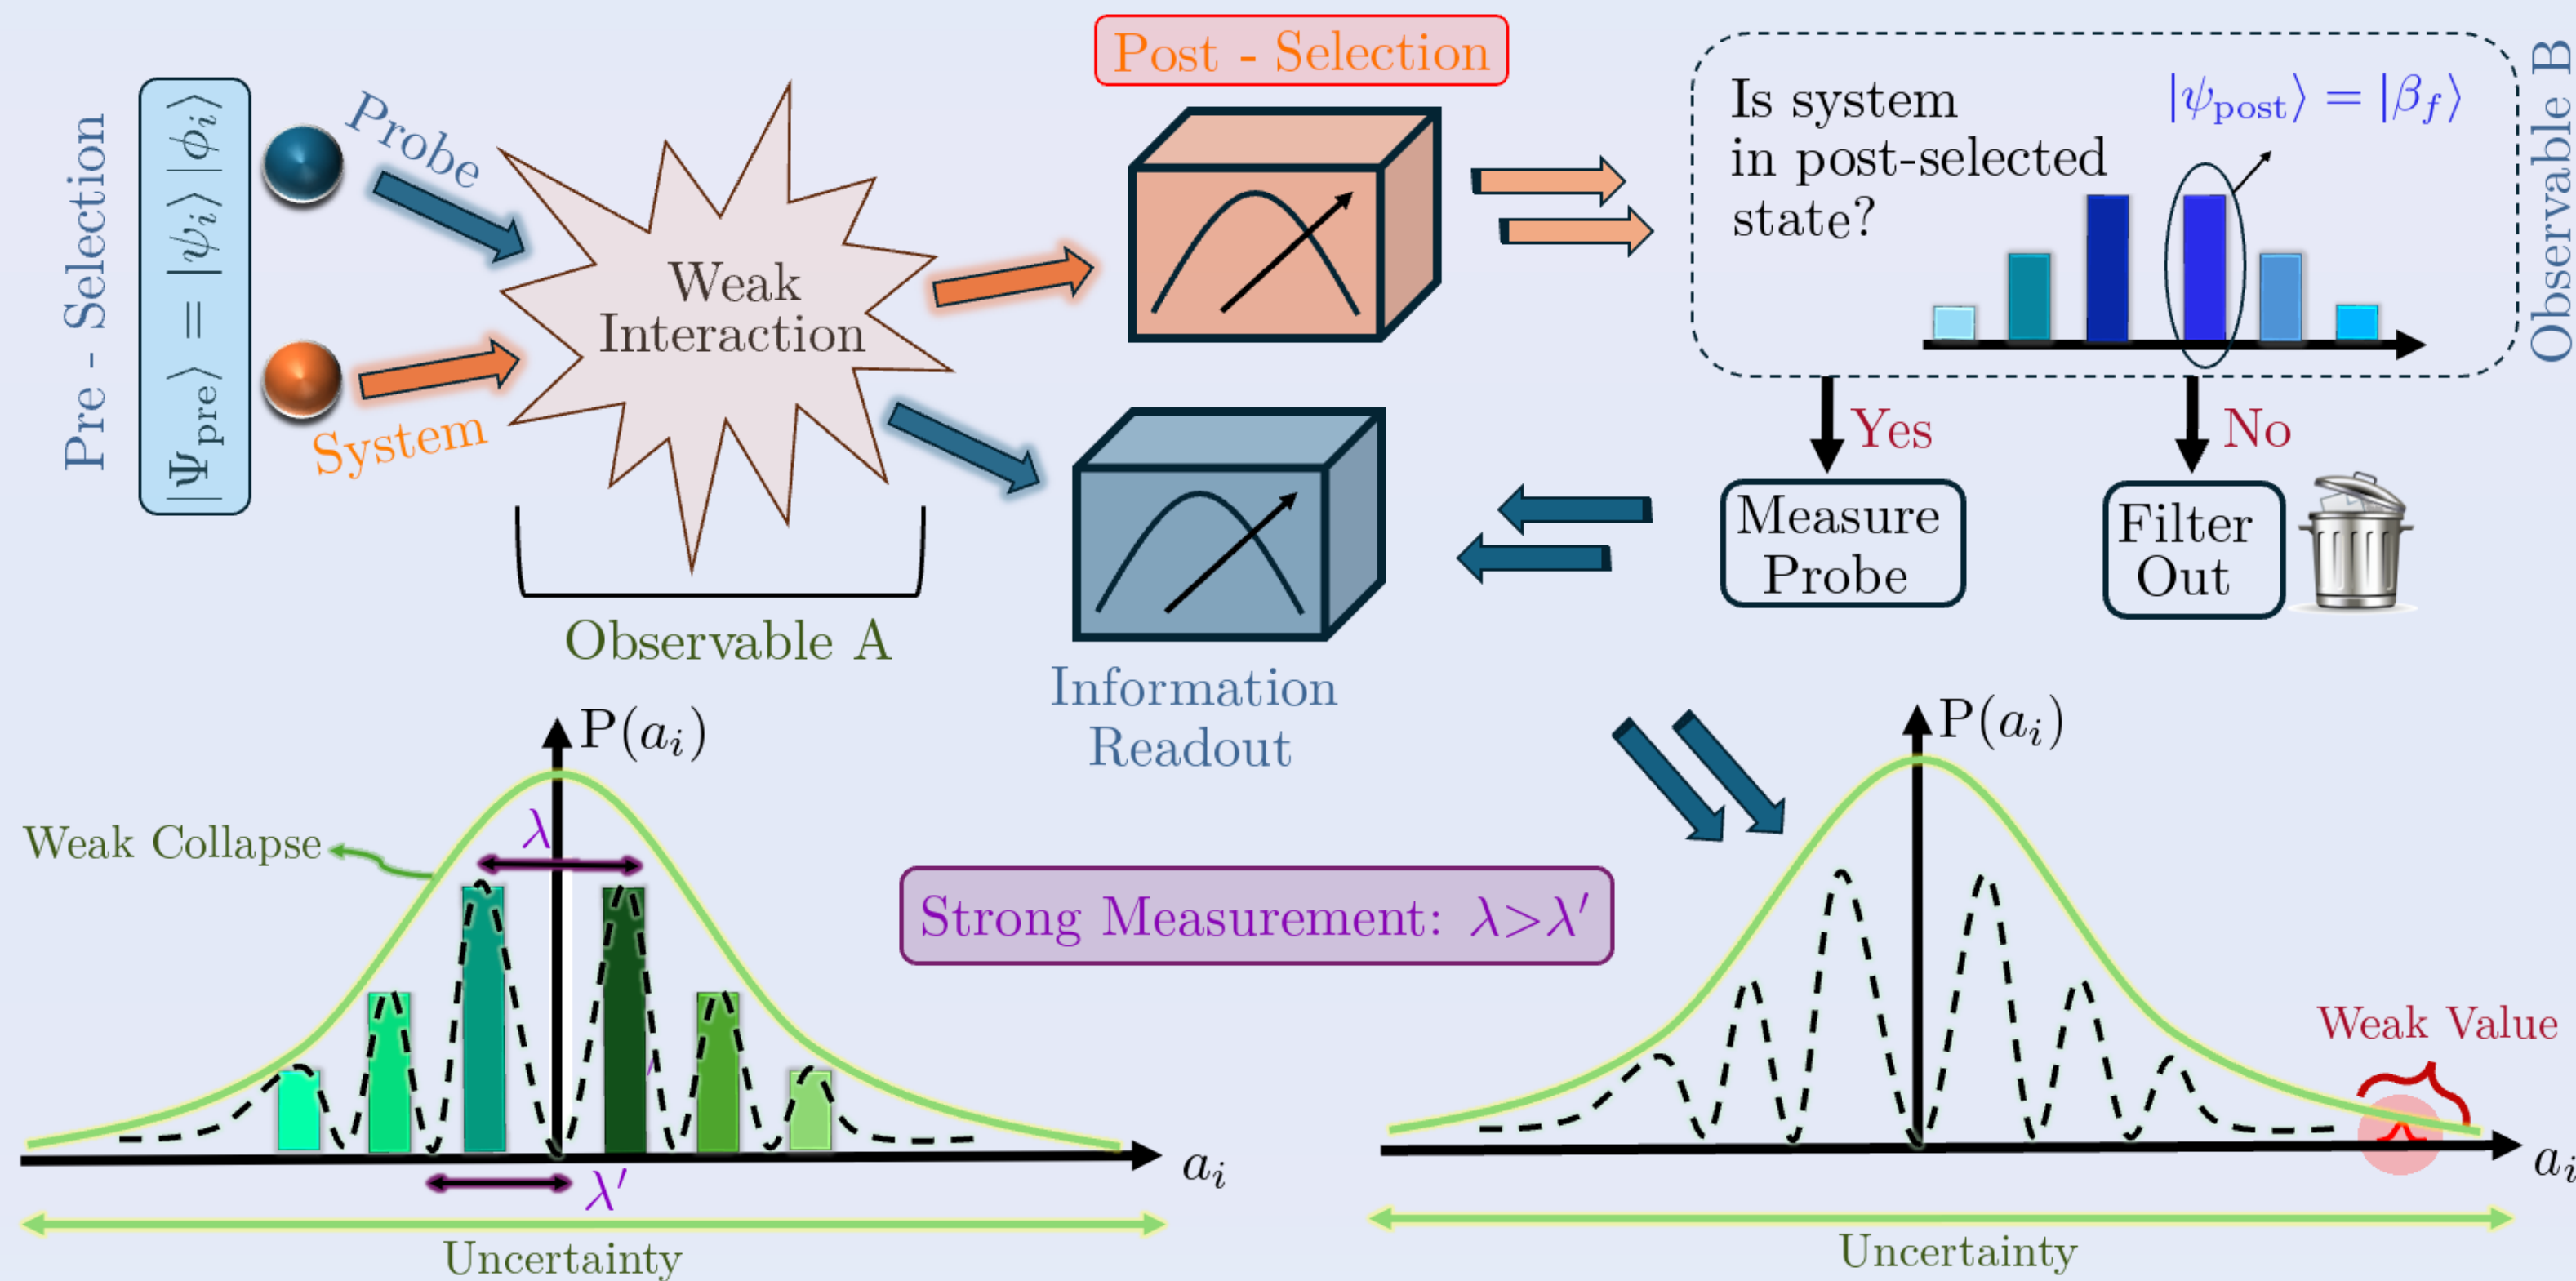 Pre - Selection
|Ψ_pre⟩ = |ψ_i⟩ |ϕ_i⟩
Probe
System
Weak
Interaction
Observable A
Post - Selection
Is system
in post-selected
state?
|ψ_post⟩ = |β_f⟩
Observable B
Yes
No
Measure
Probe
Filter
Out
Information
Readout
P(a_i)
λ
Weak Collapse
λ′
a_i
Uncertainty
Strong Measurement: λ>λ′
P(a_i)
Weak Value
a_i
Uncertainty